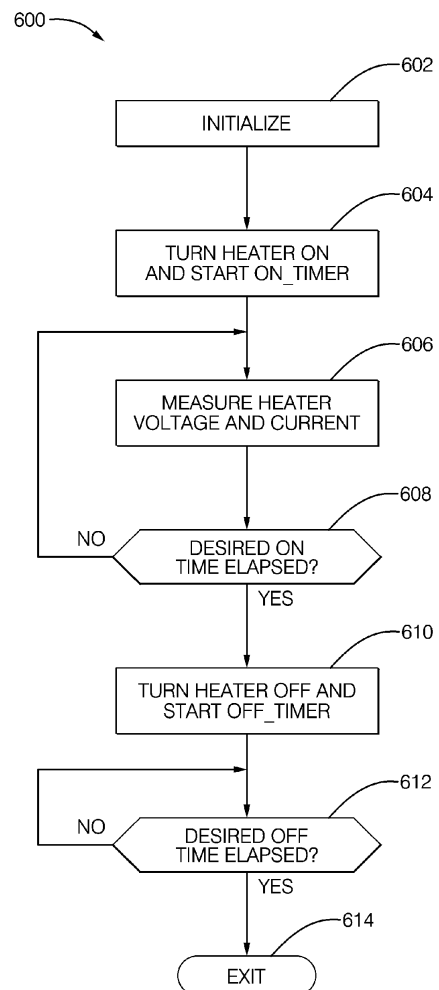 600
602
INITIALIZE
604
TURN HEATER ON
AND START ON_TIMER
606
MEASURE HEATER
VOLTAGE AND CURRENT
608
NO
DESIRED ON
TIME ELAPSED?
YES
610
TURN HEATER OFF AND
START OFF_TIMER
612
NO
DESIRED OFF
TIME ELAPSED?
YES
614
EXIT